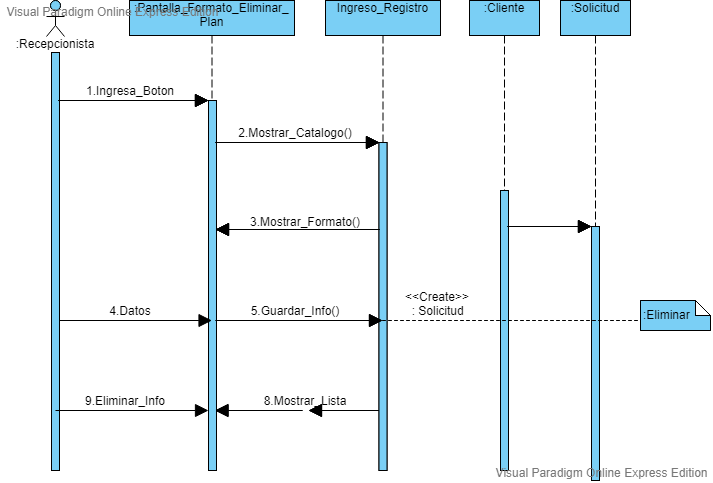 Visual Paradigm Online Express Edition
:Pantalla_Formato_Eliminar_
Plan
Ingreso_Registro
:Cliente
:Solicitud
:Recepcionista
1.Ingresa_Boton
2.Mostrar_Catalogo()
3.Mostrar_Formato()
<<Create>>
: Solicitud
4.Datos
5.Guardar_Info()
:Eliminar
9.Eliminar_Info
8.Mostrar_Lista
Visual Paradigm Online Express Edition